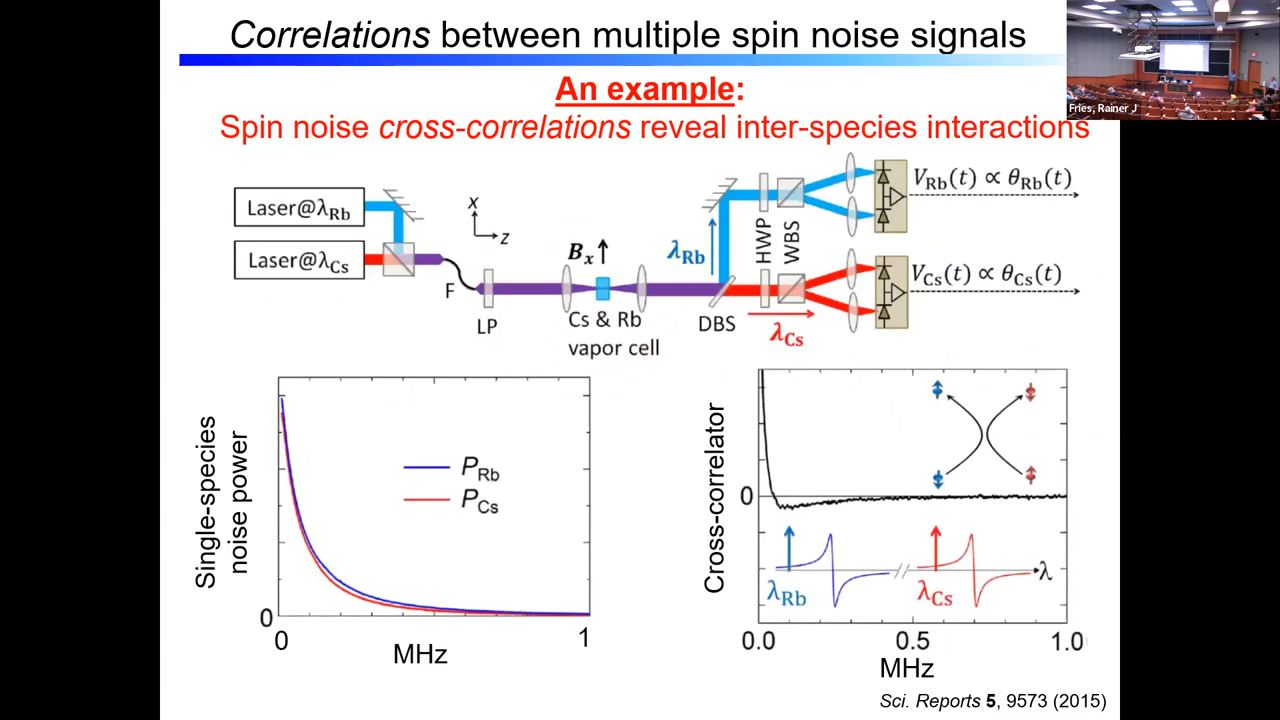 Correlations between multiple spin noise signals
Fries, Rainer J
An example:
Spin noise cross-correlations reveal inter-species interactions
Laser@λRb
Laser@λCs
F
x
z
LP
Bx
Cs & Rb
vapor cell
λRb
DBS
λCs
HWP
WBS
VRb(t) ∝ θRb(t)
VCs(t) ∝ θCs(t)
Single-species
noise power
PRb
PCs
0
0
1
MHz
Cross-correlator
0
λRb
λCs
λ
0.0
0.5
1.0
MHz
Sci. Reports 5, 9573 (2015)